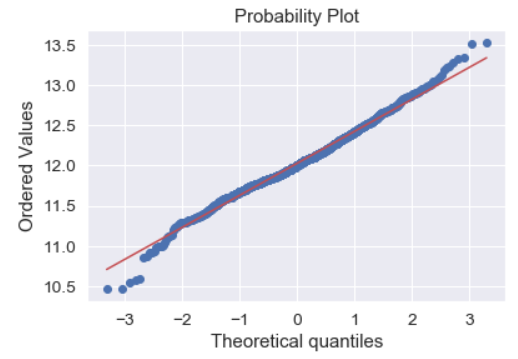 Probability Plot
Ordered Values
13.5
13.0
12.5
12.0
11.5
11.0
10.5
−3 −2 −1 0 1 2 3
Theoretical quantiles